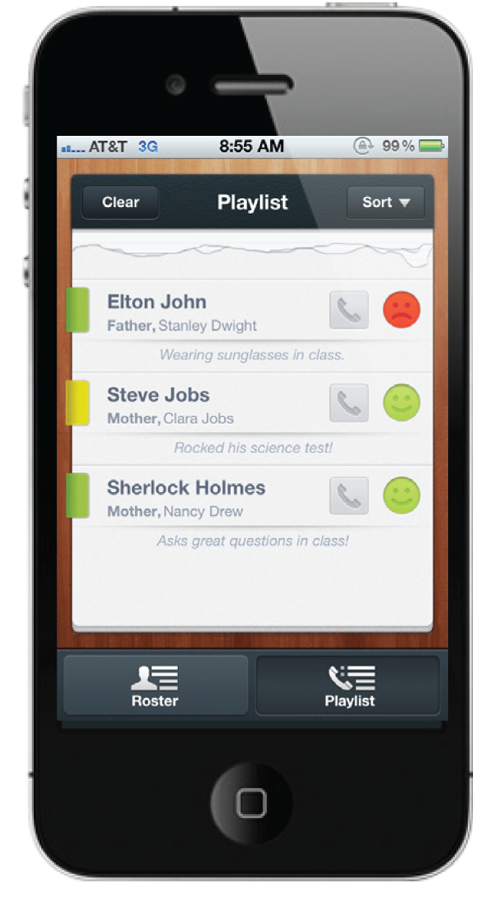 AT&T 3G 8:55 AM 99%
Clear Playlist Sort
Elton John
Father, Stanley Dwight
Wearing sunglasses in class.
Steve Jobs
Mother, Clara Jobs
Rocked his science test!
Sherlock Holmes
Mother, Nancy Drew
Asks great questions in class!
Roster Playlist